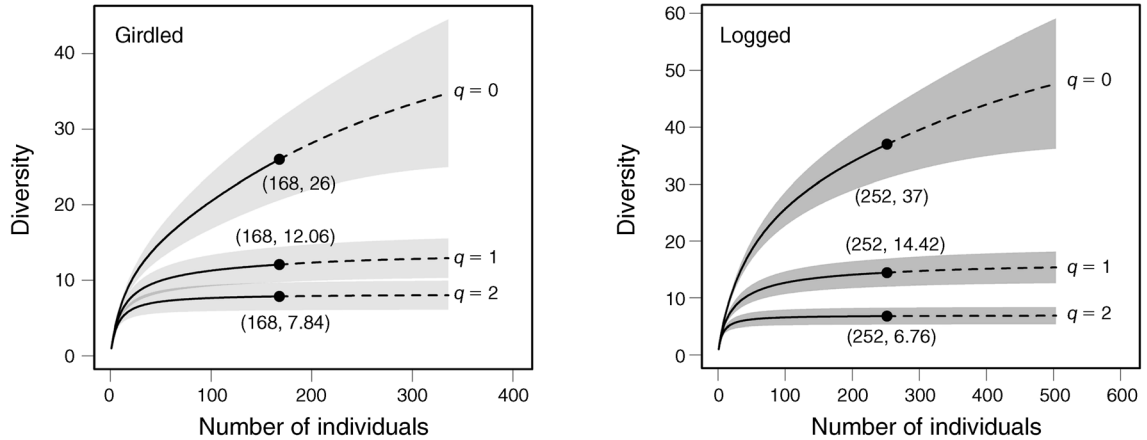 Girdled
40
30
20
10
0
Diversity
q = 0
(168, 26)
(168, 12.06)
q = 1
q = 2
(168, 7.84)
0 100 200 300 400
Number of individuals
Logged
60
50
40
30
20
10
0
Diversity
q = 0
(252, 37)
(252, 14.42)
q = 1
q = 2
(252, 6.76)
0 100 200 300 400 500 600
Number of individuals